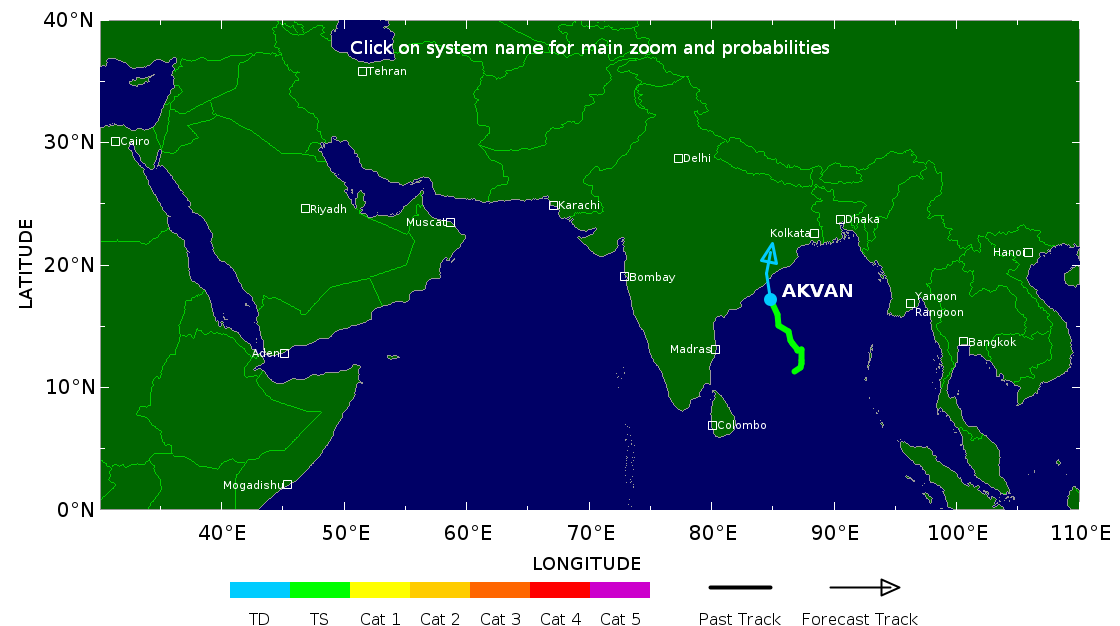 40°N
Click on system name for main zoom and probabilities
Tehran
30°N
Cairo
Delhi
Karachi
Riyadh
Muscat
Dhaka
Kolkata
Hanoi
20°N
Bombay
AKVAN
Yangon
Rangoon
Bangkok
Madras
Aden
10°N
Colombo
Mogadishu
0°N
LATITUDE
40°E 50°E 60°E 70°E 80°E 90°E 100°E 110°E
LONGITUDE
TD TS Cat 1 Cat 2 Cat 3 Cat 4 Cat 5 Past Track Forecast Track